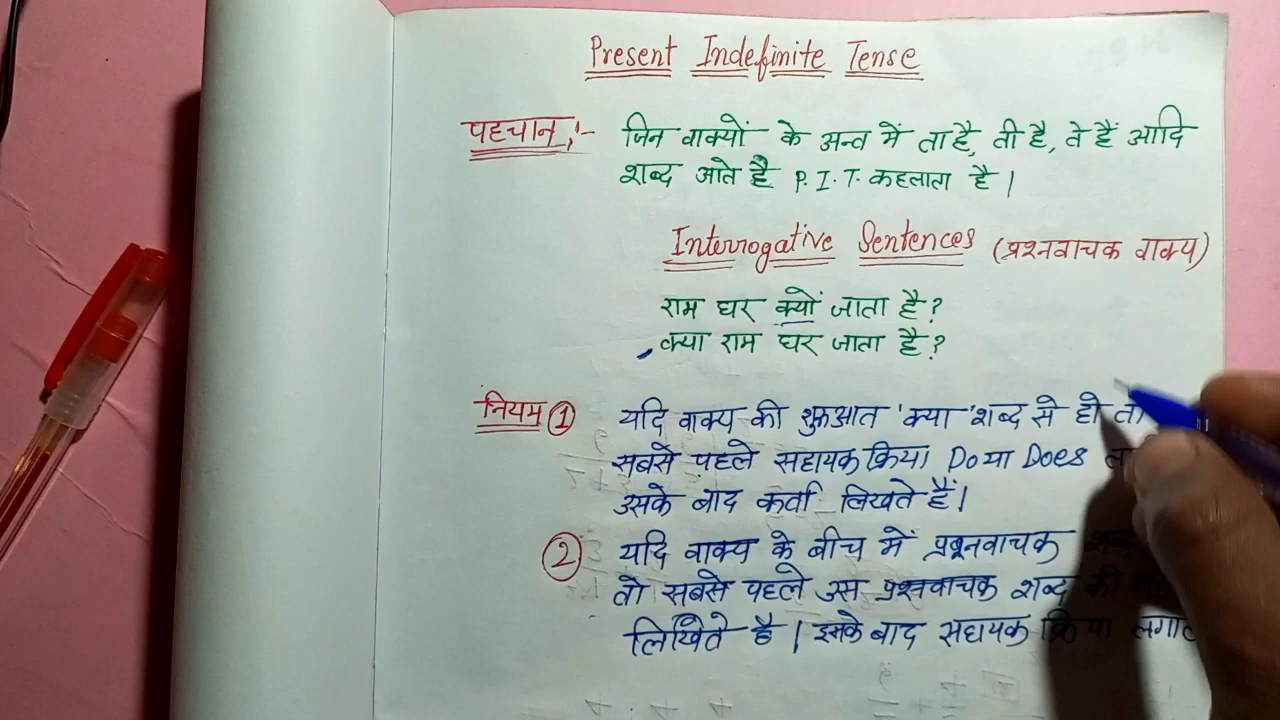 Present Indefinite Tense
पहचान :- जिन वाक्यों के अन्त में ता है, ती है, ते हैं आदि
शब्द आते है P. I. T. कहलाता है।
Interrogative Sentences (प्रश्नवाचक वाक्य)
राम घर क्यों जाता है?
क्या राम घर जाता है?
नियम ① यदि वाक्य की शुरुआत 'क्या' शब्द से हो
सबसे पहले सहायक क्रिया Do या Does
उसके बाद कर्ता लिखते हैं।
② यदि वाक्य के बीच में प्रश्नवाचक शब्द
तो सबसे पहले उस प्रश्नवाचक शब्द की
लिखिते है। इसके बाद सहायक क्रिया